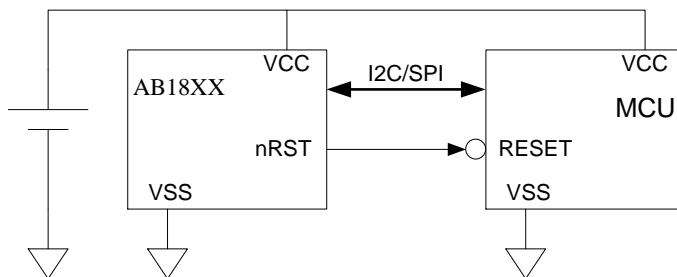 VCC
AB18XX
nRST
VSS
I2C/SPI
VCC
MCU
RESET
VSS